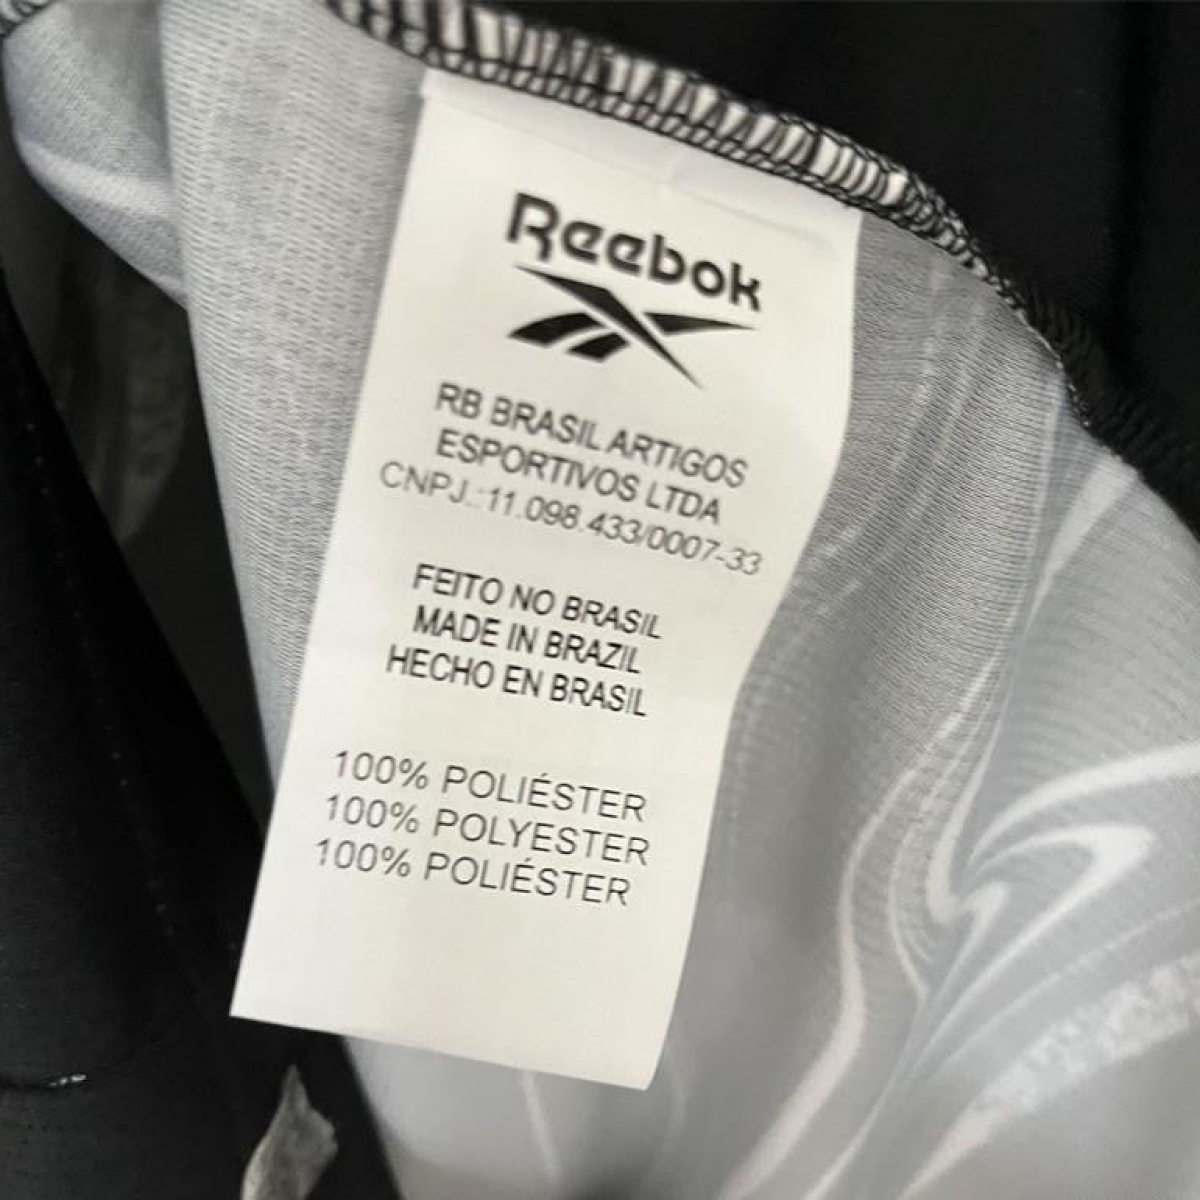 Reebok
RB BRASIL ARTIGOS
ESPORTIVOS LTDA
CNPJ.:11.098.433/0007-33
FEITO NO BRASIL
MADE IN BRAZIL
HECHO EN BRASIL
100% POLIÉSTER
100% POLYESTER
100% POLIÉSTER